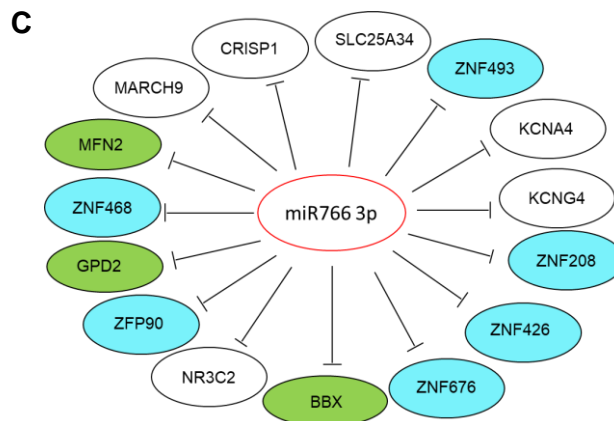 C
SLC25A34
CRISP1
ZNF493
MARCH9
KCNA4
MFN2
KCNG4
ZNF468
miR766 3p
ZNF208
GPD2
ZFP90
ZNF426
NR3C2
ZNF676
BBX